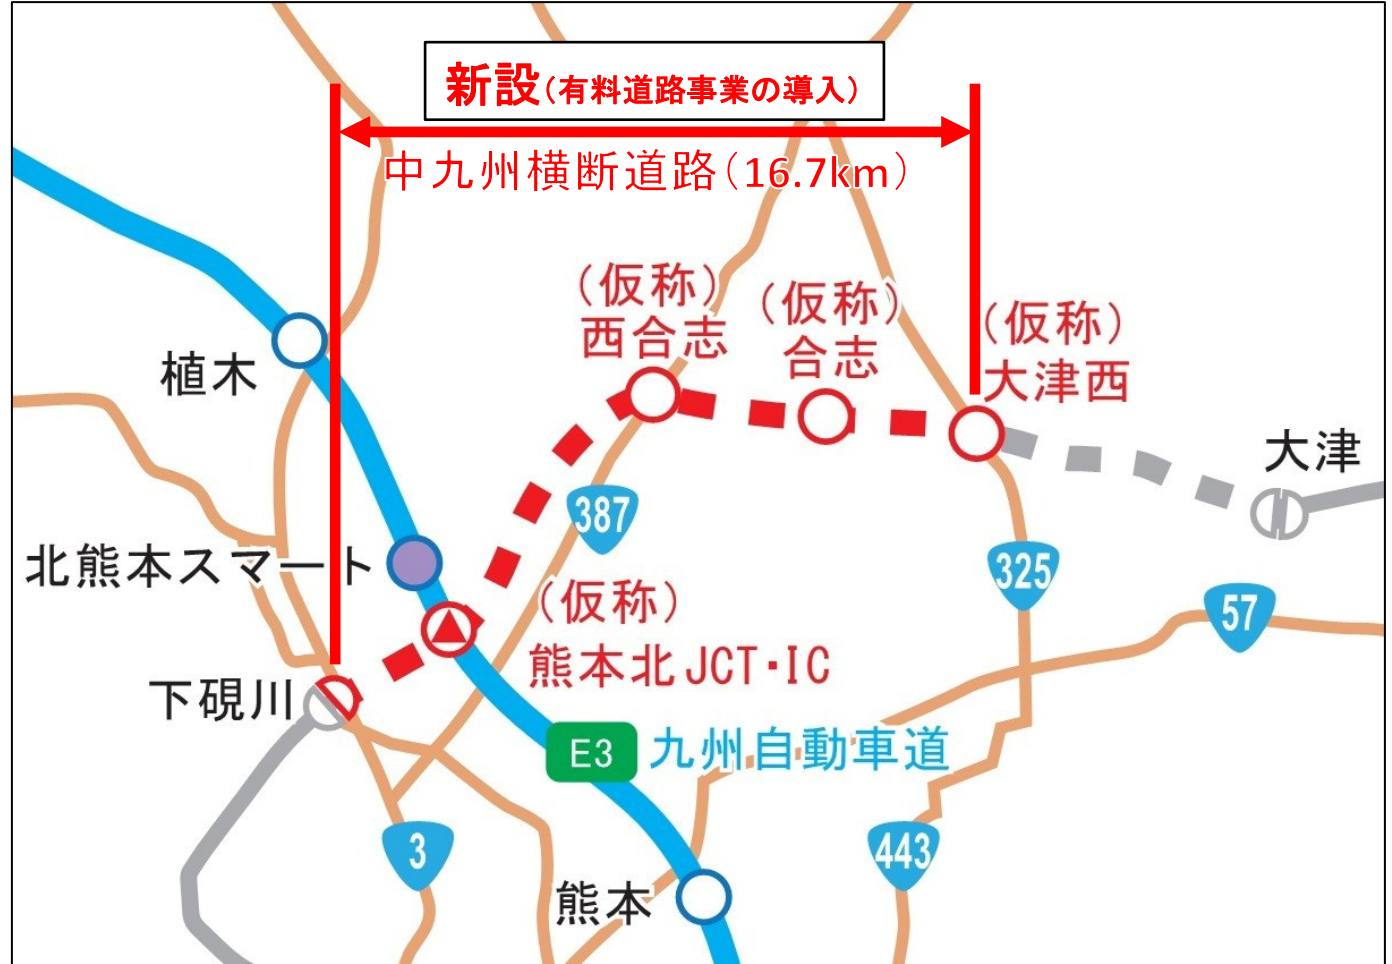 新設(有料道路事業の導入)
中九州横断道路(16.7km)
(仮称)
西合志
(仮称)
合志
(仮称)
大津西
植木
大津
387
北熊本スマート
325
(仮称)
熊本北JCT・IC
57
下硯川
E3 九州自動車道
3
443
熊本